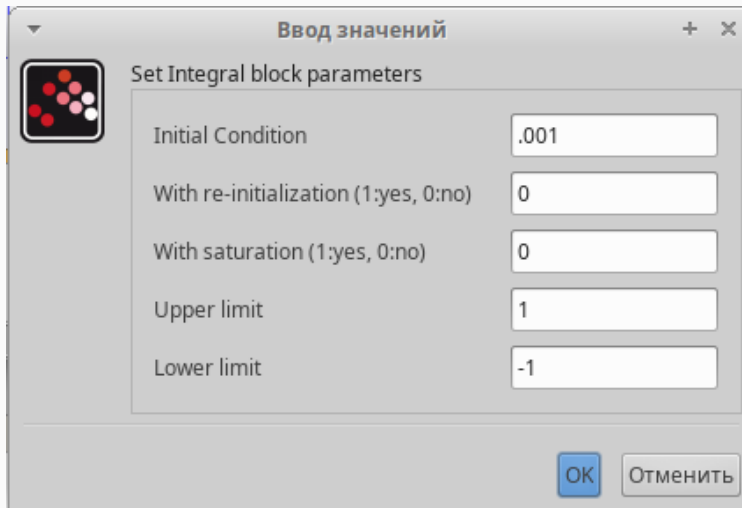 Ввод значений
Set Integral block parameters
Initial Condition .001
With re-initialization (1:yes, 0:no) 0
With saturation (1:yes, 0:no) 0
Upper limit 1
Lower limit -1
OK Отменить